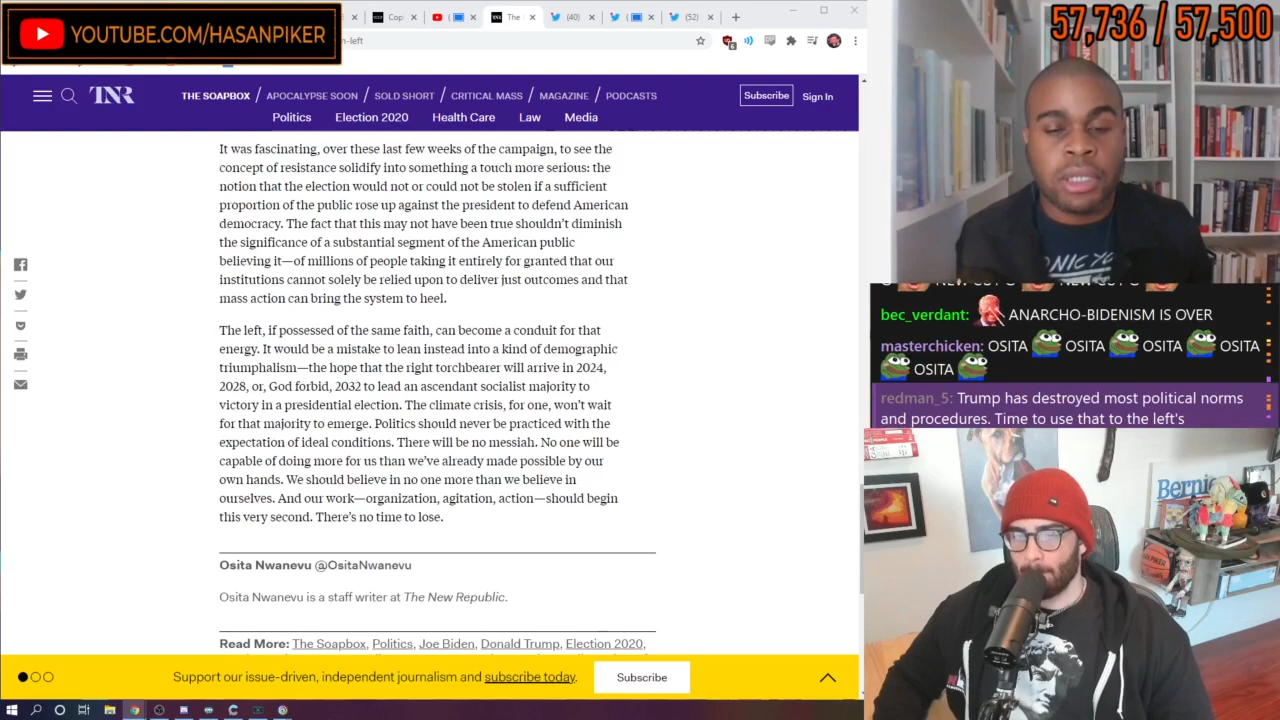 YOUTUBE.COM/HASANPIKER
Cop
The
(40)
(52)
n-left
57,736 / 57,500
TNR
THE SOAPBOX / APOCALYPSE SOON / SOLD SHORT / CRITICAL MASS / MAGAZINE / PODCASTS
Subscribe
Sign In
Politics Election 2020 Health Care Law Media
It was fascinating, over these last few weeks of the campaign, to see the
concept of resistance solidify into something a touch more serious: the
notion that the election would not or could not be stolen if a sufficient
proportion of the public rose up against the president to defend American
democracy. The fact that this may not have been true shouldn’t diminish
the significance of a substantial segment of the American public
believing it—of millions of people taking it entirely for granted that our
institutions cannot solely be relied upon to deliver just outcomes and that
mass action can bring the system to heel.
The left, if possessed of the same faith, can become a conduit for that
energy. It would be a mistake to lean instead into a kind of demographic
triumphalism—the hope that the right torchbearer will arrive in 2024,
2028, or, God forbid, 2032 to lead an ascendant socialist majority to
victory in a presidential election. The climate crisis, for one, won’t wait
for that majority to emerge. Politics should never be practiced with the
expectation of ideal conditions. There will be no messiah. No one will be
capable of doing more for us than we’ve already made possible by our
own hands. We should believe in no one more than we believe in
ourselves. And our work—organization, agitation, action—should begin
this very second. There’s no time to lose.
Osita Nwanevu @OsitaNwanevu
Osita Nwanevu is a staff writer at The New Republic.
Read More: The Soapbox, Politics, Joe Biden, Donald Trump, Election 2020,
Support our issue-driven, independent journalism and subscribe today.
Subscribe
bec_verdant: ANARCHO-BIDENISM IS OVER
masterchicken: OSITA OSITA OSITA OSITA
OSITA
redman_5: Trump has destroyed most political norms
and procedures. Time to use that to the left's
Bernie